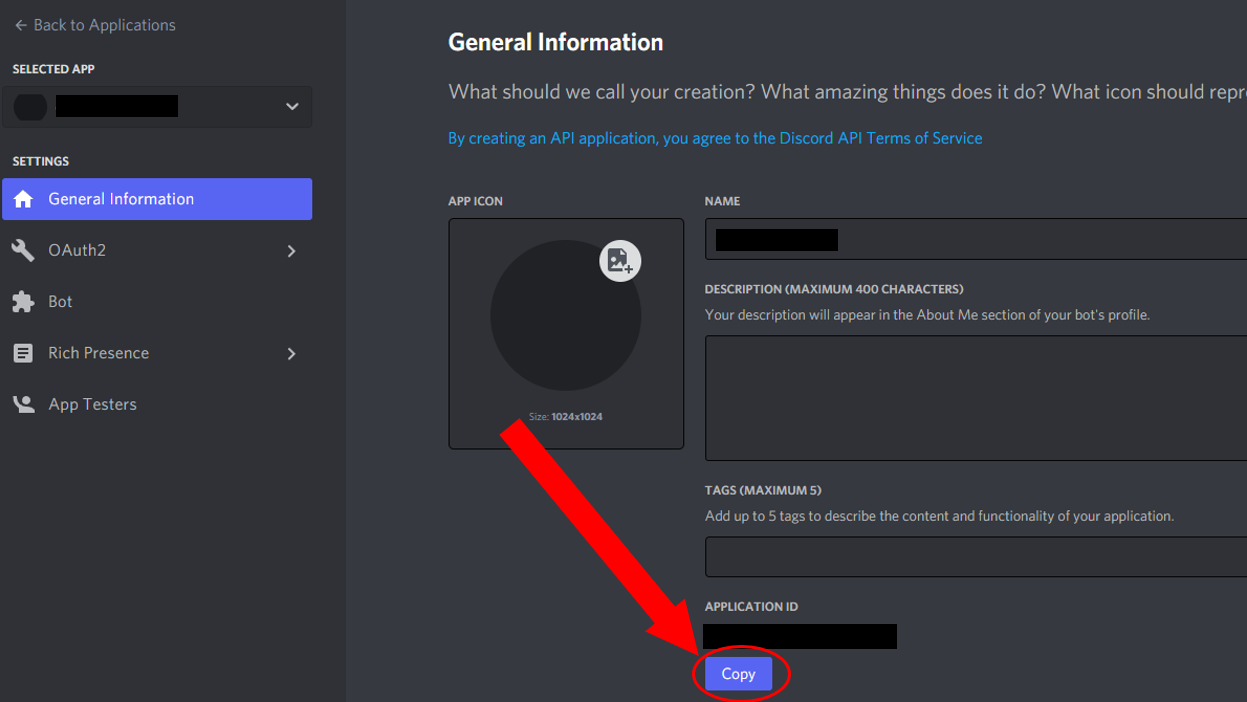 Back to Applications
SELECTED APP
SETTINGS
General Information
OAuth2
Bot
Rich Presence
App Testers
General Information
What should we call your creation? What amazing things does it do? What icon should repr
By creating an API application, you agree to the Discord API Terms of Service
APP ICON
Size: 1024x1024
NAME
DESCRIPTION (MAXIMUM 400 CHARACTERS)
Your description will appear in the About Me section of your bot's profile.
TAGS (MAXIMUM 5)
Add up to 5 tags to describe the content and functionality of your application.
APPLICATION ID
Copy